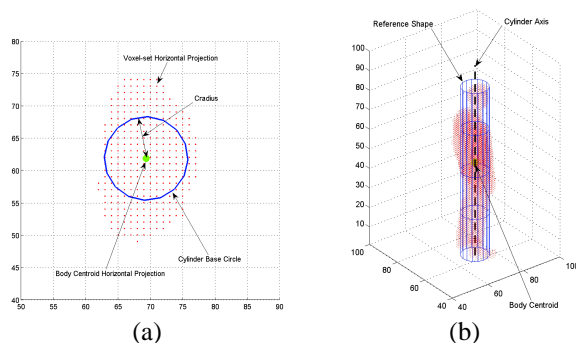 Voxel-set Horizontal Projection
Cradius
Cylinder Base Circle
Body Centroid Horizontal Projection
80
75
70
65
60
55
50
45
40
50 55 60 65 70 75 80 85 90
(a)
Reference Shape
Cylinder Axis
Body Centroid
100
90
80
70
60
50
40
30
20
10
100
80
60
40
40
60
80
100
(b)